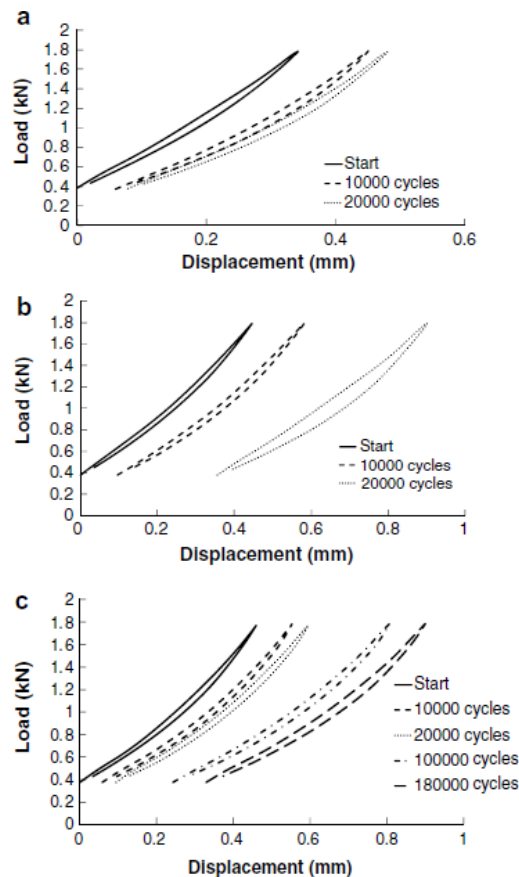 a
2
1.8
1.6
1.4
1.2
1
0.8
0.6
0.4
0.2
0
Load (kN)
Start
10000 cycles
20000 cycles
0 0.2 0.4 0.6
Displacement (mm)
b
2
1.8
1.6
1.4
1.2
1
0.8
0.6
0.4
0.2
0
Load (kN)
Start
10000 cycles
20000 cycles
0 0.2 0.4 0.6 0.8 1
Displacement (mm)
c
2
1.8
1.6
1.4
1.2
1
0.8
0.6
0.4
0.2
0
Load (kN)
Start
10000 cycles
20000 cycles
100000 cycles
180000 cycles
0 0.2 0.4 0.6 0.8 1
Displacement (mm)